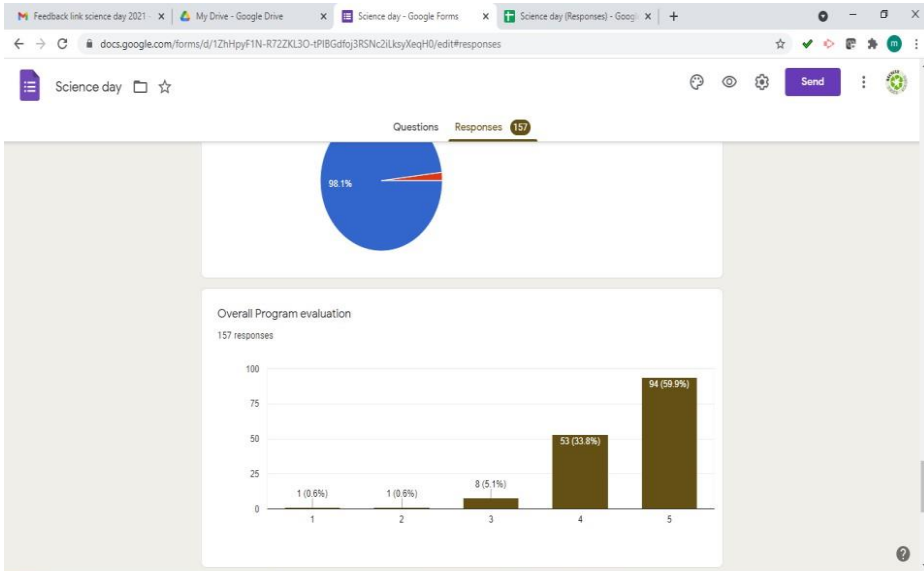 Feedback link science day 2021 -
My Drive - Google Drive
Science day - Google Forms
Science day (Responses) - Googl
docs.google.com/forms/d/1ZhHpyF1N-R72ZKL3O-tPlBGdfoj3RSNc2iLksyXeqH0/edit#responses
m
Science day
Send
Questions Responses 157
98.1%
Overall Program evaluation
157 responses
100
75
50
25
0
1 (0.6%)
1 (0.6%)
8 (5.1%)
53 (33.8%)
94 (59.9%)
1 2 3 4 5